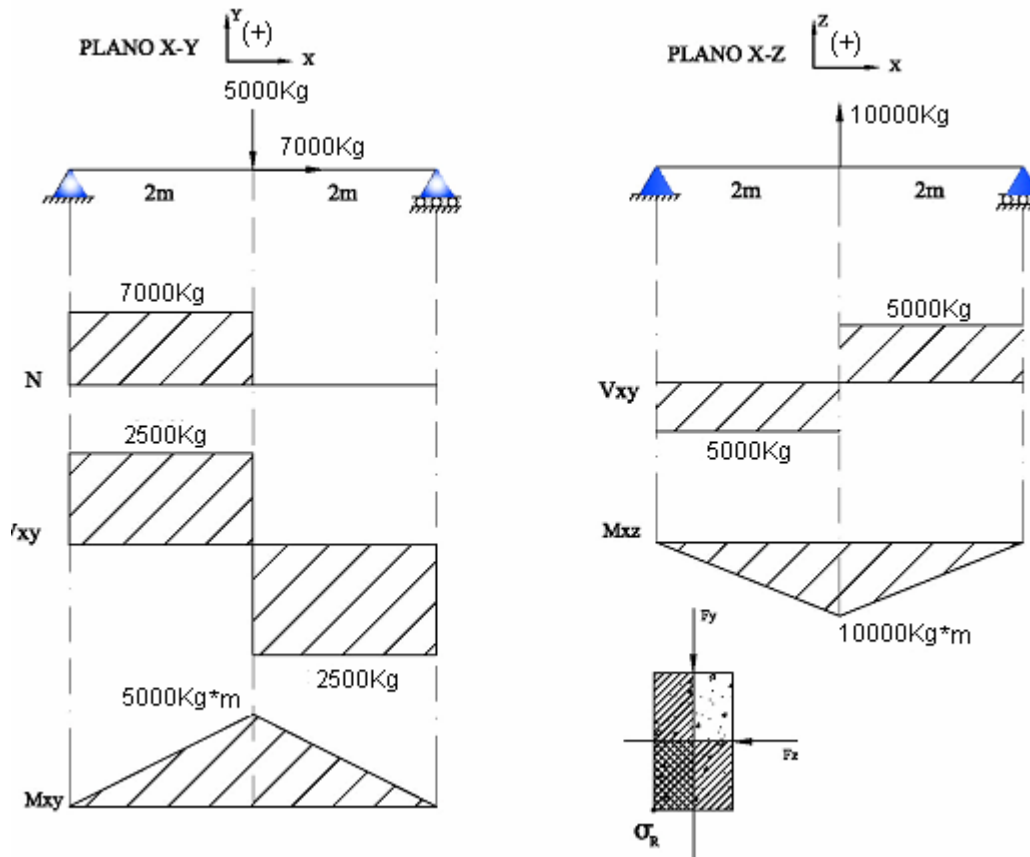 PLANO X-Y
Y
(+)
X
5000Kg
7000Kg
2m
2m
7000Kg
N
2500Kg
Vxy
2500Kg
5000Kg*m
Mxy
PLANO X-Z
Z
(+)
X
10000Kg
2m
2m
5000Kg
Vxy
5000Kg
Mxz
10000Kg*m
Fy
Fz
σR